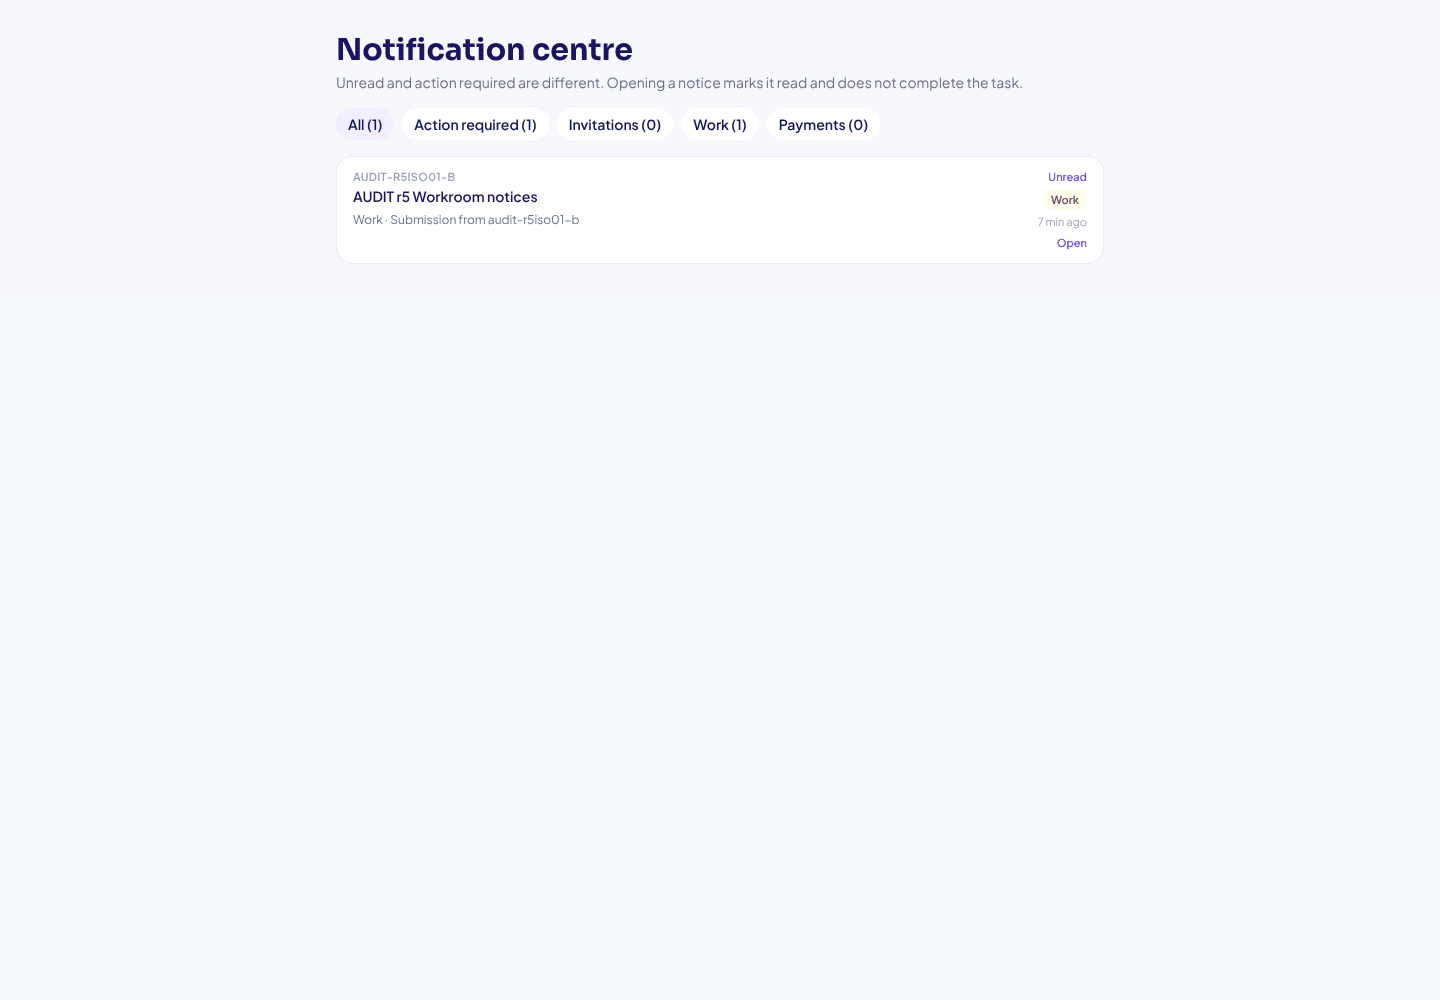 Notification centre
Unread and action required are different. Opening a notice marks it read and does not complete the task.
All (1) Action required (1) Invitations (0) Work (1) Payments (0)
AUDIT-R5ISO01-B
AUDIT r5 Workroom notices
Work · Submission from audit-r5iso01-b
Unread
Work
7 min ago
Open